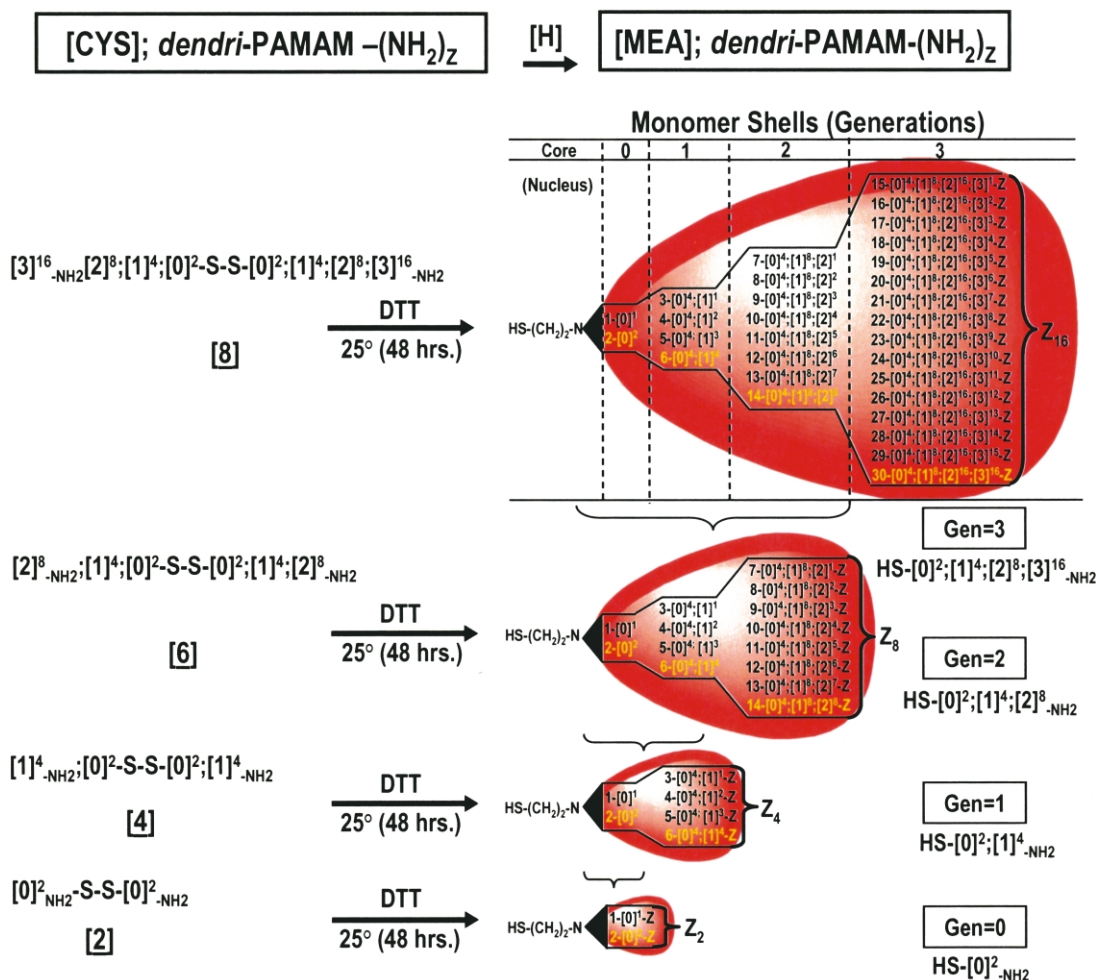 [CYS]; dendri-PAMAM –(NH₂)Z
[H]
[MEA]; dendri-PAMAM-(NH₂)Z
Monomer Shells (Generations)
Core 0 1 2 3
(Nucleus)
[3]¹⁶-NH2[2]⁸;[1]⁴;[0]²-S-S-[0]²;[1]⁴;[2]⁸;[3]¹⁶-NH2
[8]
DTT
25° (48 hrs.)
HS-(CH₂)₂-N
1-[0]¹
2-[0]²
3-[0]⁴;[1]¹
4-[0]⁴;[1]²
5-[0]⁴;[1]³
6-[0]⁴;[1]⁴
7-[0]⁴;[1]⁸;[2]¹
8-[0]⁴;[1]⁸;[2]²
9-[0]⁴;[1]⁸;[2]³
10-[0]⁴;[1]⁸;[2]⁴
11-[0]⁴;[1]⁸;[2]⁵
12-[0]⁴;[1]⁸;[2]⁶
13-[0]⁴;[1]⁸;[2]⁷
14-[0]⁴;[1]⁸;[2]⁸
15-[0]⁴;[1]⁸;[2]¹⁶;[3]¹-Z
16-[0]⁴;[1]⁸;[2]¹⁶;[3]²-Z
17-[0]⁴;[1]⁸;[2]¹⁶;[3]³-Z
18-[0]⁴;[1]⁸;[2]¹⁶;[3]⁴-Z
19-[0]⁴;[1]⁸;[2]¹⁶;[3]⁵-Z
20-[0]⁴;[1]⁸;[2]¹⁶;[3]⁶-Z
21-[0]⁴;[1]⁸;[2]¹⁶;[3]⁷-Z
22-[0]⁴;[1]⁸;[2]¹⁶;[3]⁸-Z
23-[0]⁴;[1]⁸;[2]¹⁶;[3]⁹-Z
24-[0]⁴;[1]⁸;[2]¹⁶;[3]¹⁰-Z
25-[0]⁴;[1]⁸;[2]¹⁶;[3]¹¹-Z
26-[0]⁴;[1]⁸;[2]¹⁶;[3]¹²-Z
27-[0]⁴;[1]⁸;[2]¹⁶;[3]¹³-Z
28-[0]⁴;[1]⁸;[2]¹⁶;[3]¹⁴-Z
29-[0]⁴;[1]⁸;[2]¹⁶;[3]¹⁵-Z
30-[0]⁴;[1]⁸;[2]¹⁶;[3]¹⁶-Z
Z₁₆
Gen=3
HS-[0]²;[1]⁴;[2]⁸;[3]¹⁶-NH2
[2]⁸-NH2;[1]⁴;[0]²-S-S-[0]²;[1]⁴;[2]⁸-NH2
[6]
DTT
25° (48 hrs.)
HS-(CH₂)₂-N
1-[0]¹
2-[0]²
3-[0]⁴;[1]¹
4-[0]⁴;[1]²
5-[0]⁴;[1]³
6-[0]⁴;[1]⁴
7-[0]⁴;[1]⁸;[2]¹-Z
8-[0]⁴;[1]⁸;[2]²-Z
9-[0]⁴;[1]⁸;[2]³-Z
10-[0]⁴;[1]⁸;[2]⁴-Z
11-[0]⁴;[1]⁸;[2]⁵-Z
12-[0]⁴;[1]⁸;[2]⁶-Z
13-[0]⁴;[1]⁸;[2]⁷-Z
14-[0]⁴;[1]⁸;[2]⁸-Z
Z₈
Gen=2
HS-[0]²;[1]⁴;[2]⁸-NH2
[1]⁴-NH2;[0]²-S-S-[0]²;[1]⁴-NH2
[4]
DTT
25° (48 hrs.)
HS-(CH₂)₂-N
1-[0]¹
2-[0]²
3-[0]⁴;[1]¹-Z
4-[0]⁴;[1]²-Z
5-[0]⁴;[1]³-Z
6-[0]⁴;[1]⁴-Z
Z₄
Gen=1
HS-[0]²;[1]⁴-NH2
[0]²NH2-S-S-[0]²-NH2
[2]
DTT
25° (48 hrs.)
HS-(CH₂)₂-N
1-[0]¹-Z
2-[0]²-Z
Z₂
Gen=0
HS-[0]²-NH2